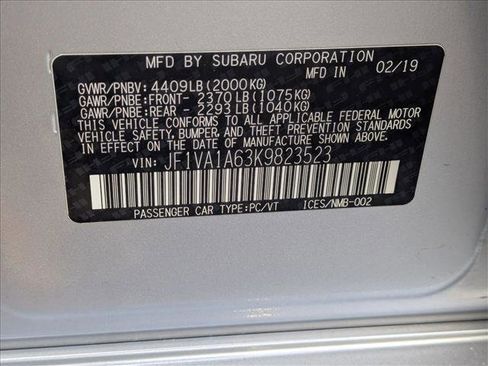 MFD BY SUBARU CORPORATION
MFD IN 02/19
GVWR/PNBV: 4409LB(2000KG)
GAWR/PNBE:FRONT- 2370LB(1075KG)
GAWR/PNBE:REAR - 2293LB(1040KG)
THIS VEHICLE CONFORMS TO ALL APPLICABLE FEDERAL MOTOR
VEHICLE SAFETY, BUMPER, AND THEFT PREVENTION STANDARDS
IN EFFECT ON THE DATE OF MANUFACTURE SHOWN ABOVE.
VIN: JF1VA1A63K9823523
PASSENGER CAR TYPE:PC/VT ICES/NMB-002